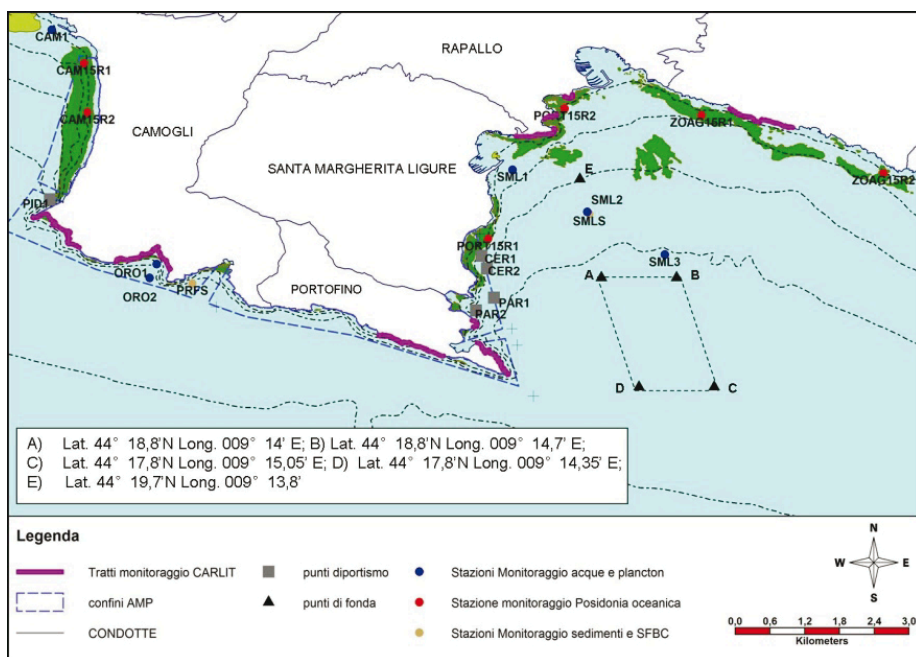 RAPALLO
CAM1
CAM15R1
PORT15R2
CAM15R2
ZOAG15R1
CAMOGLI
SANTA MARGHERITA LIGURE
SML1
E
ZOAG15R2
PID1
SML2
SMLS
PORT15R1
CER1
SML3
CER2
ORO1
A
B
ORO2
PRFS
PORTOFINO
PAR1
PAR2
D
C
A) Lat. 44° 18,8'N Long. 009° 14' E; B) Lat. 44° 18,8'N Long. 009° 14,7' E;
C) Lat. 44° 17,8'N Long. 009° 15,05' E; D) Lat. 44° 17,8'N Long. 009° 14,35' E;
E) Lat. 44° 19,7'N Long. 009° 13,8'
Legenda
Tratti monitoraggio CARLIT
punti diportismo
Stazioni Monitoraggio acque e plancton
confini AMP
punti di fonda
Stazione monitoraggio Posidonia oceanica
CONDOTTE
Stazioni Monitoraggio sedimenti e SFBC
N
W E
S
0,0 0,6 1,2 1,8 2,4 3,0
Kilometers